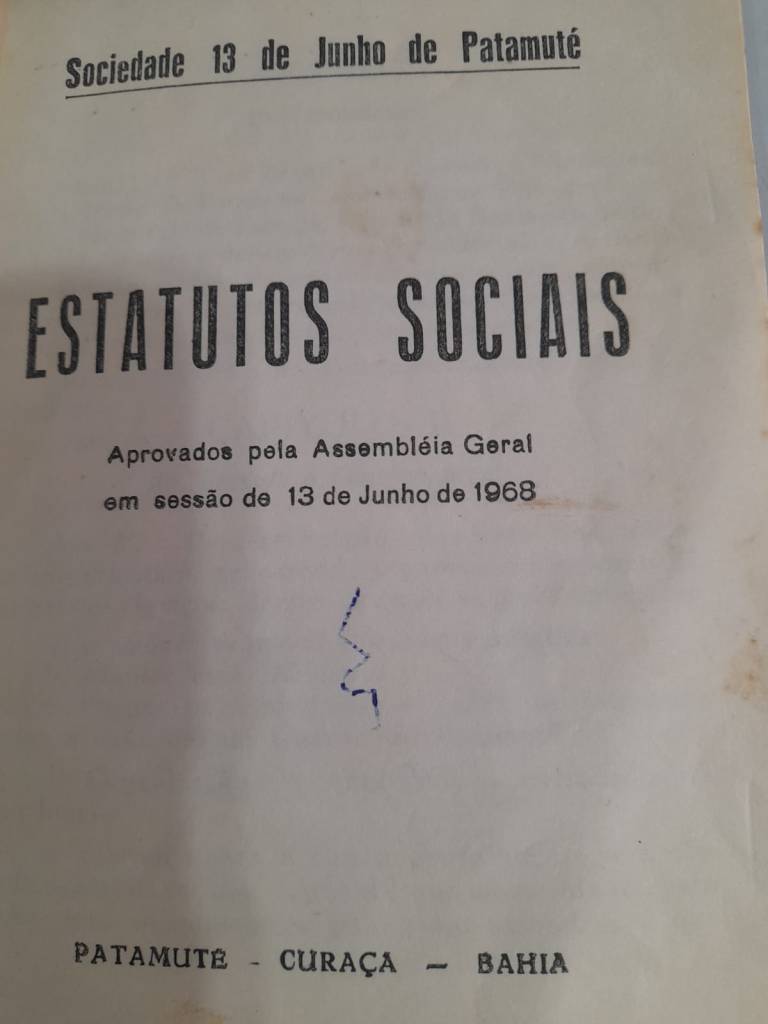 Sociedade 13 de Junho de Patamuté
ESTATUTOS SOCIAIS
Aprovados pela Assembléia Geral
em sessão de 13 de Junho de 1968
PATAMUTÉ - CURAÇA — BAHIA